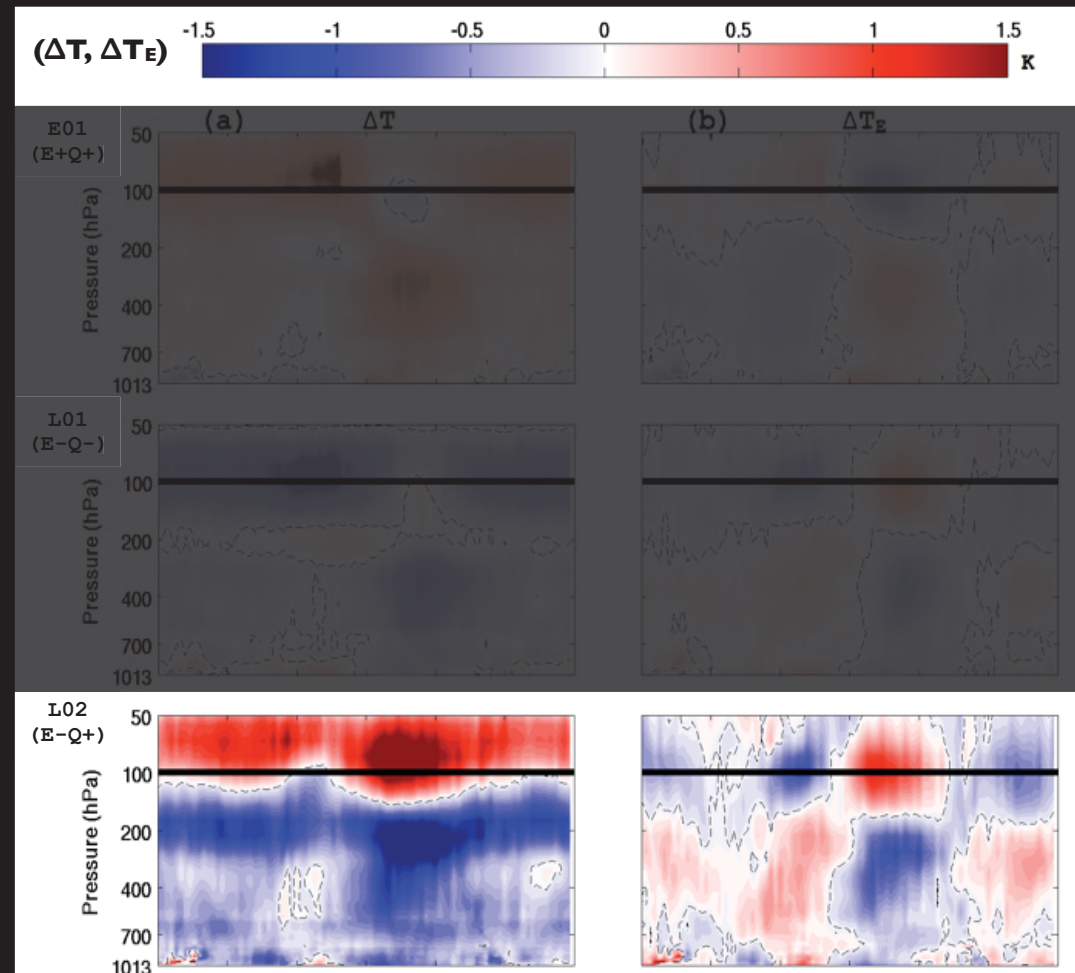 (ΔT, ΔTE)
-1.5 -1 -0.5 0 0.5 1 1.5
K
E01
(E+Q+)
(a) ΔT
(b) ΔTE
50
100
200
400
700
1013
Pressure (hPa)
L01
(E-Q-)
50
100
200
400
700
1013
Pressure (hPa)
L02
(E-Q+)
50
100
200
400
700
1013
Pressure (hPa)